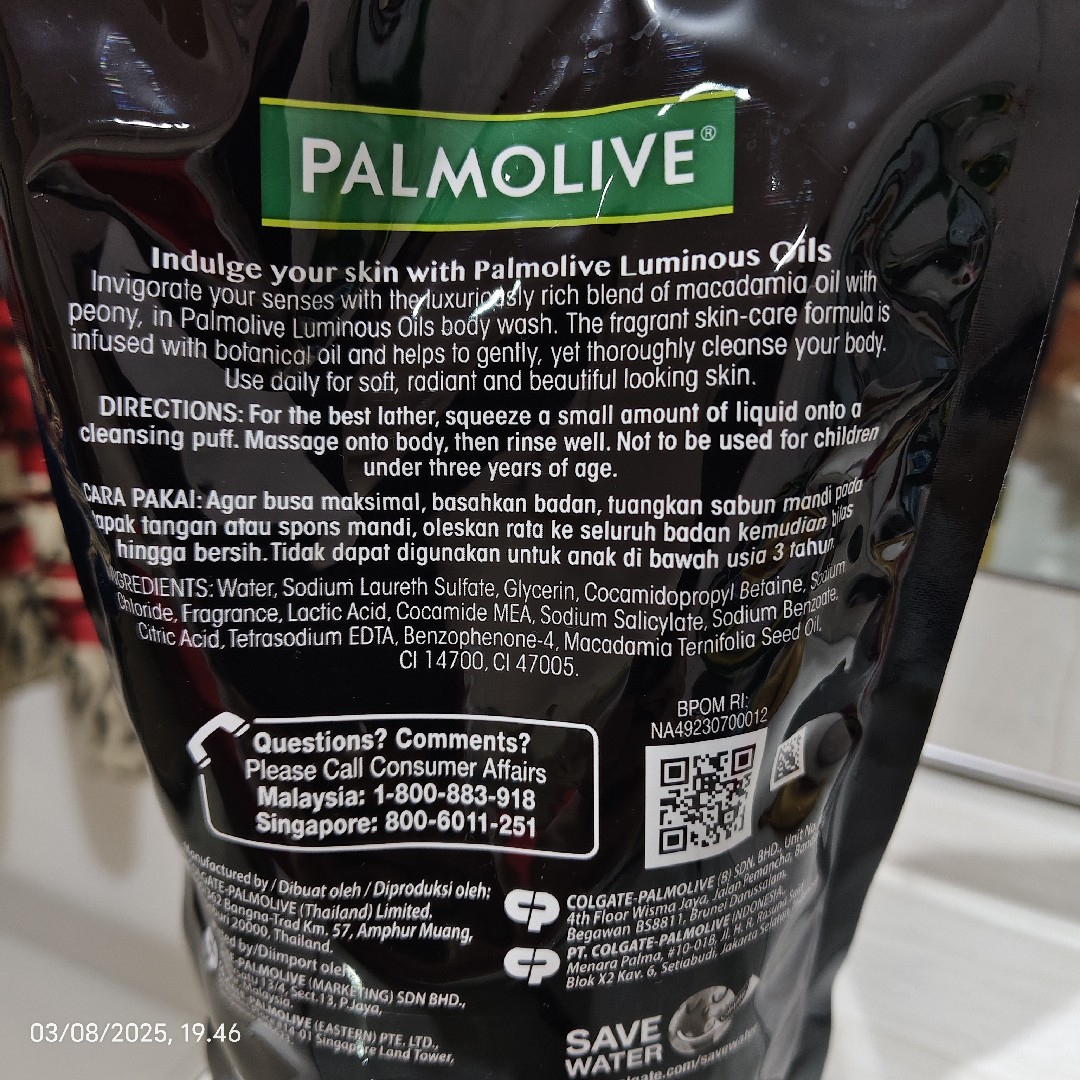 PALMOLIVE®
Indulge your skin with Palmolive Luminous Oils
Invigorate your senses with the luxuriously rich blend of macadamia oil with
peony, in Palmolive Luminous Oils body wash. The fragrant skin-care formula is
infused with botanical oil and helps to gently, yet thoroughly cleanse your body.
Use daily for soft, radiant and beautiful looking skin.
DIRECTIONS: For the best lather, squeeze a small amount of liquid onto a
cleansing puff. Massage onto body, then rinse well. Not to be used for children
under three years of age.
CARA PAKAI: Agar busa maksimal, basahkan badan, tuangkan sabun mandi pada
tapak tangan atau spons mandi, oleskan rata ke seluruh badan kemudian bilas
hingga bersih. Tidak dapat digunakan untuk anak di bawah usia 3 tahun.
INGREDIENTS: Water, Sodium Laureth Sulfate, Glycerin, Cocamidopropyl Betaine, Sodium
Chloride, Fragrance, Lactic Acid, Cocamide MEA, Sodium Salicylate, Sodium Benzoate,
Citric Acid, Tetrasodium EDTA, Benzophenone-4, Macadamia Ternifolia Seed Oil,
CI 14700, CI 47005.
BPOM RI:
NA49230700012
Questions? Comments?
Please Call Consumer Affairs
Malaysia: 1-800-883-918
Singapore: 800-6011-251
Manufactured by / Dibuat oleh / Diproduksi oleh:
COLGATE-PALMOLIVE (Thailand) Limited,
Bangna-Trad Km. 57, Amphur Muang,
20000, Thailand.
by/Diimport oleh
PALMOLIVE (MARKETING) SDN BHD.,
13/4, Sect.13, P.Jaya,
Malaysia.
PALMOLIVE (EASTERN) PTE. LTD.,
Singapore Land Tower,
COLGATE-PALMOLIVE (B) SDN. BHD., Unit No.
4th Floor Wisma Jaya, Jalan Pemancha, Bandar
Begawan BS8811. Brunei Darussalam.
PT. COLGATE-PALMOLIVE INDONESIA,
Menara Palma, #10-01B, Jl. H. R. Rasuna
Blok X2 Kav. 6, Setiabudi, Jakarta Selatan
SAVE
WATER
03/08/2025, 19.46